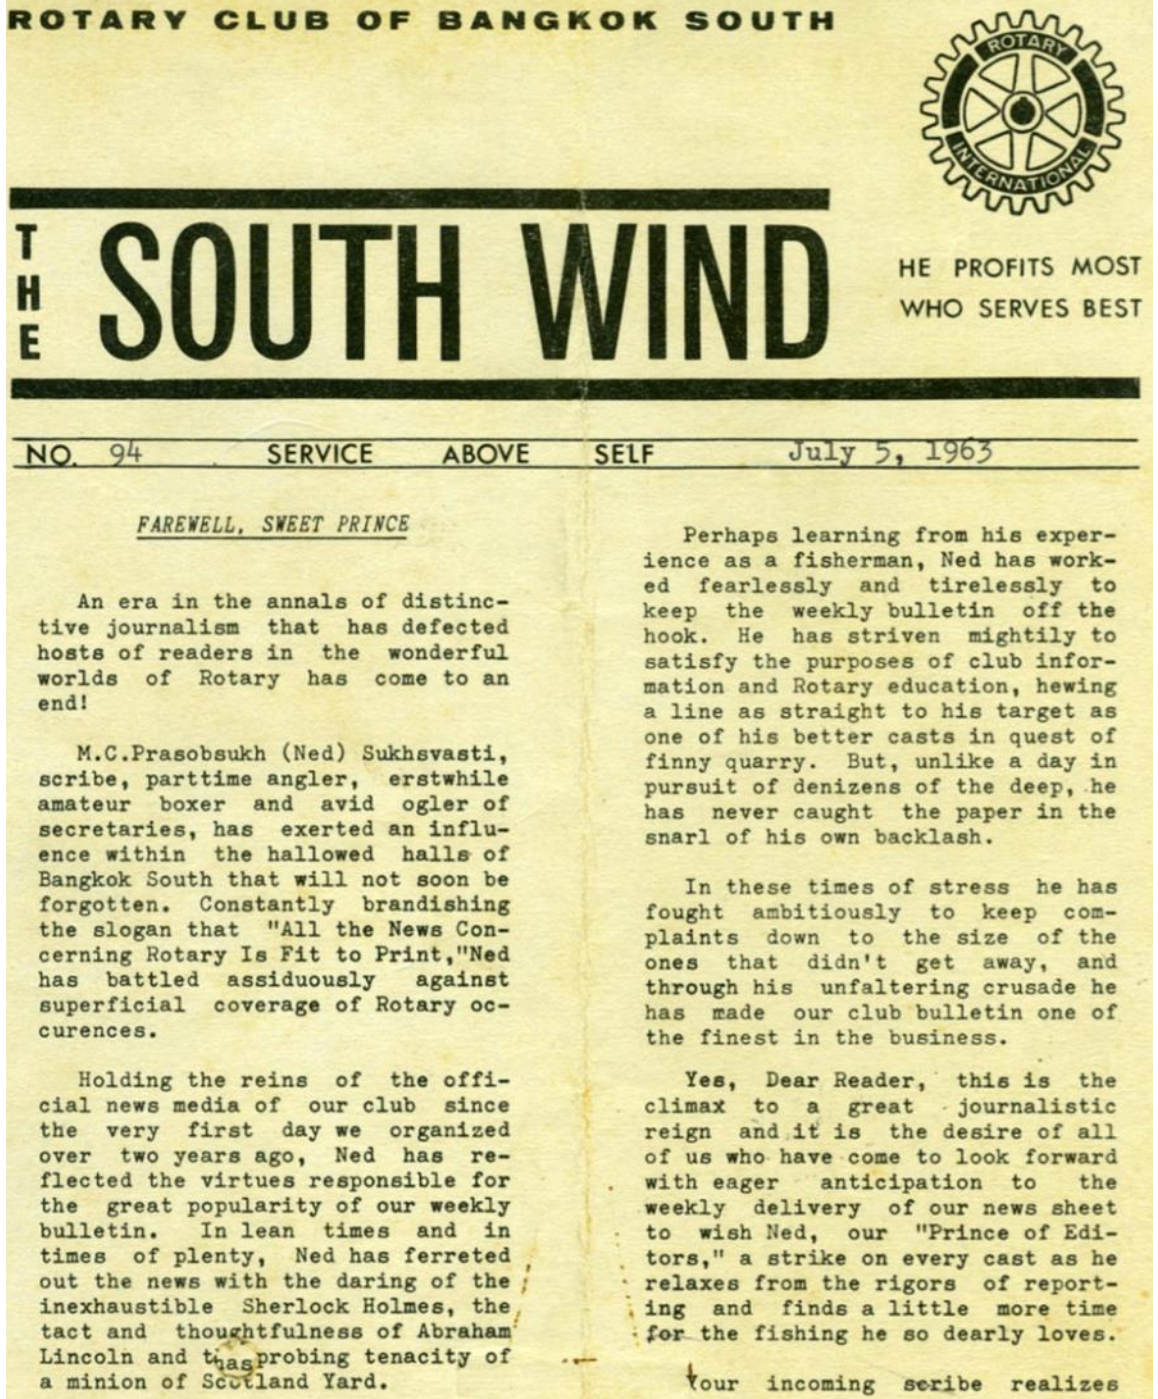 ROTARY CLUB OF BANGKOK SOUTH
ROTARY
INTERNATIONAL
THE
SOUTH WIND
HE PROFITS MOST
WHO SERVES BEST
NO. 94 SERVICE ABOVE SELF July 5, 1963
FAREWELL, SWEET PRINCE
An era in the annals of distinc-
tive journalism that has defected
hosts of readers in the wonderful
worlds of Rotary has come to an
end!
M.C.Prasobsukh (Ned) Sukhsvasti,
scribe, parttime angler, erstwhile
amateur boxer and avid ogler of
secretaries, has exerted an influ-
ence within the hallowed halls of
Bangkok South that will not soon be
forgotten. Constantly brandishing
the slogan that "All the News Con-
cerning Rotary Is Fit to Print,"Ned
has battled assiduously against
superficial coverage of Rotary oc-
curences.
Holding the reins of the offi-
cial news media of our club since
the very first day we organized
over two years ago, Ned has re-
flected the virtues responsible for
the great popularity of our weekly
bulletin. In lean times and in
times of plenty, Ned has ferreted
out the news with the daring of the
inexhaustible Sherlock Holmes, the
tact and thoughtfulness of Abraham
Lincoln and has probing tenacity of
a minion of Scotland Yard.
Perhaps learning from his exper-
ience as a fisherman, Ned has work-
ed fearlessly and tirelessly to
keep the weekly bulletin off the
hook. He has striven mightily to
satisfy the purposes of club infor-
mation and Rotary education, hewing
a line as straight to his target as
one of his better casts in quest of
finny quarry. But, unlike a day in
pursuit of denizens of the deep, he
has never caught the paper in the
snarl of his own backlash.
In these times of stress he has
fought ambitiously to keep com-
plaints down to the size of the
ones that didn't get away, and
through his unfaltering crusade he
has made our club bulletin one of
the finest in the business.
Yes, Dear Reader, this is the
climax to a great journalistic
reign and it is the desire of all
of us who have come to look forward
with eager anticipation to the
weekly delivery of our news sheet
to wish Ned, our "Prince of Edi-
tors," a strike on every cast as he
relaxes from the rigors of report-
ing and finds a little more time
for the fishing he so dearly loves.
Your incoming scribe realizes